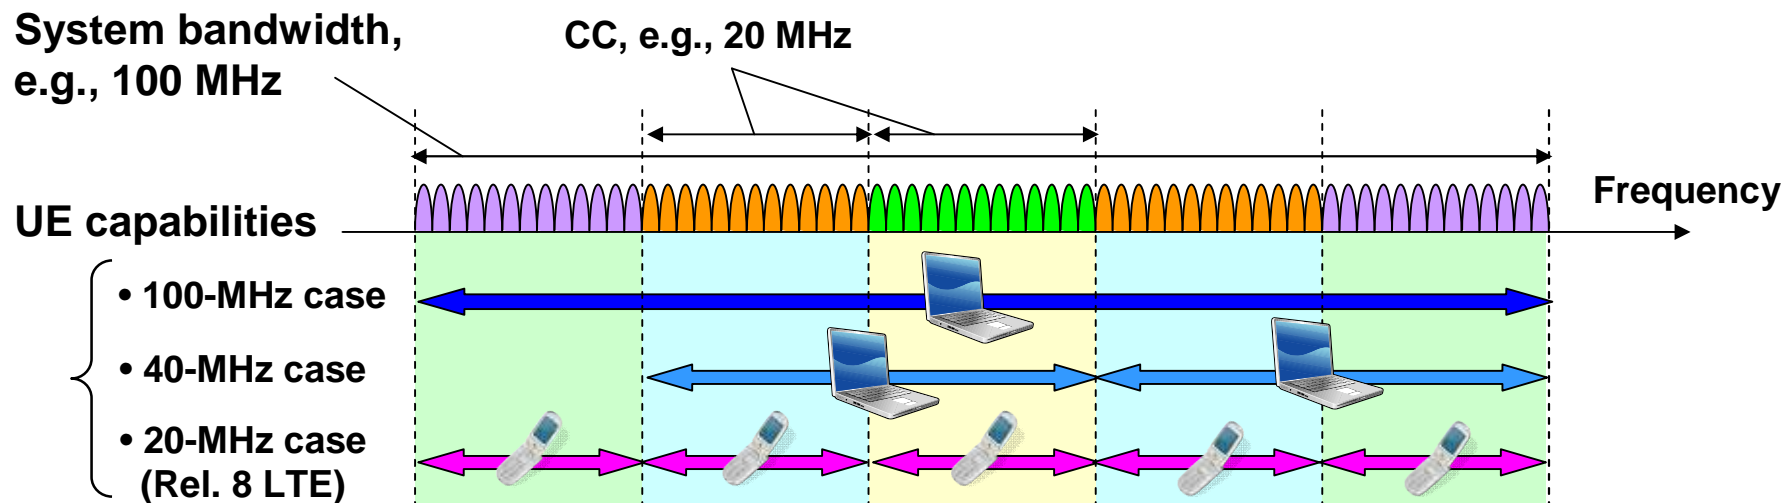 System bandwidth,
e.g., 100 MHz
CC, e.g., 20 MHz
Frequency
UE capabilities
• 100-MHz case
• 40-MHz case
• 20-MHz case
(Rel. 8 LTE)